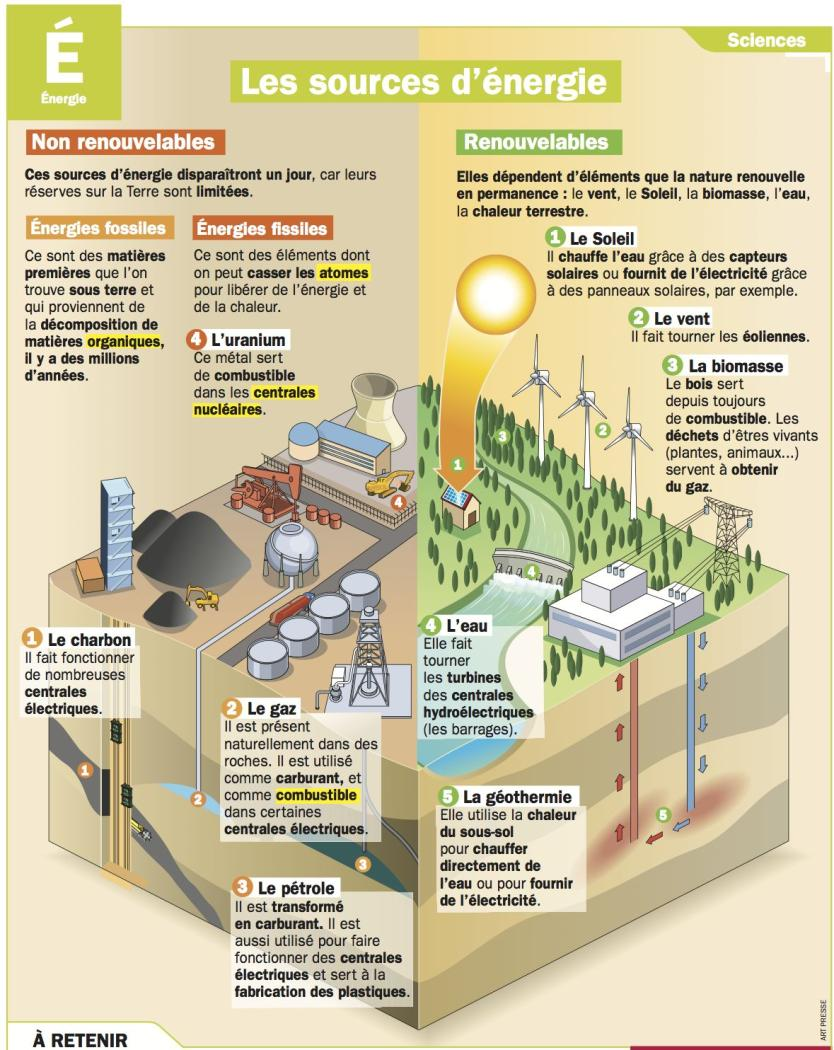 É
Énergie
Sciences
Les sources d'énergie
Non renouvelables
Ces sources d'énergie disparaîtront un jour, car leurs
réserves sur la Terre sont limitées.
Énergies fossiles
Ce sont des matières
premières que l'on
trouve sous terre et
qui proviennent de
la décomposition de
matières organiques,
il y a des millions
d'années.
Énergies fissiles
Ce sont des éléments dont
on peut casser les atomes
pour libérer de l'énergie et
de la chaleur.
4 L'uranium
Ce métal sert
de combustible
dans les centrales
nucléaires.
1 Le charbon
Il fait fonctionner
de nombreuses
centrales
électriques.
2 Le gaz
Il est présent
naturellement dans des
roches. Il est utilisé
comme carburant, et
comme combustible
dans certaines
centrales électriques.
3 Le pétrole
Il est transformé
en carburant. Il est
aussi utilisé pour faire
fonctionner des centrales
électriques et sert à la
fabrication des plastiques.
4
1
2
3
Renouvelables
Elles dépendent d'éléments que la nature renouvelle
en permanence : le vent, le Soleil, la biomasse, l'eau,
la chaleur terrestre.
1 Le Soleil
Il chauffe l'eau grâce à des capteurs
solaires ou fournit de l'électricité grâce
à des panneaux solaires, par exemple.
2 Le vent
Il fait tourner les éoliennes.
3 La biomasse
Le bois sert
depuis toujours
de combustible. Les
déchets d'êtres vivants
(plantes, animaux...)
servent à obtenir
du gaz.
4 L'eau
Elle fait
tourner
les turbines
des centrales
hydroélectriques
(les barrages).
5 La géothermie
Elle utilise la chaleur
du sous-sol
pour chauffer
directement de
l'eau ou pour fournir
de l'électricité.
3
2
1
4
5
À RETENIR
ART PRESSE